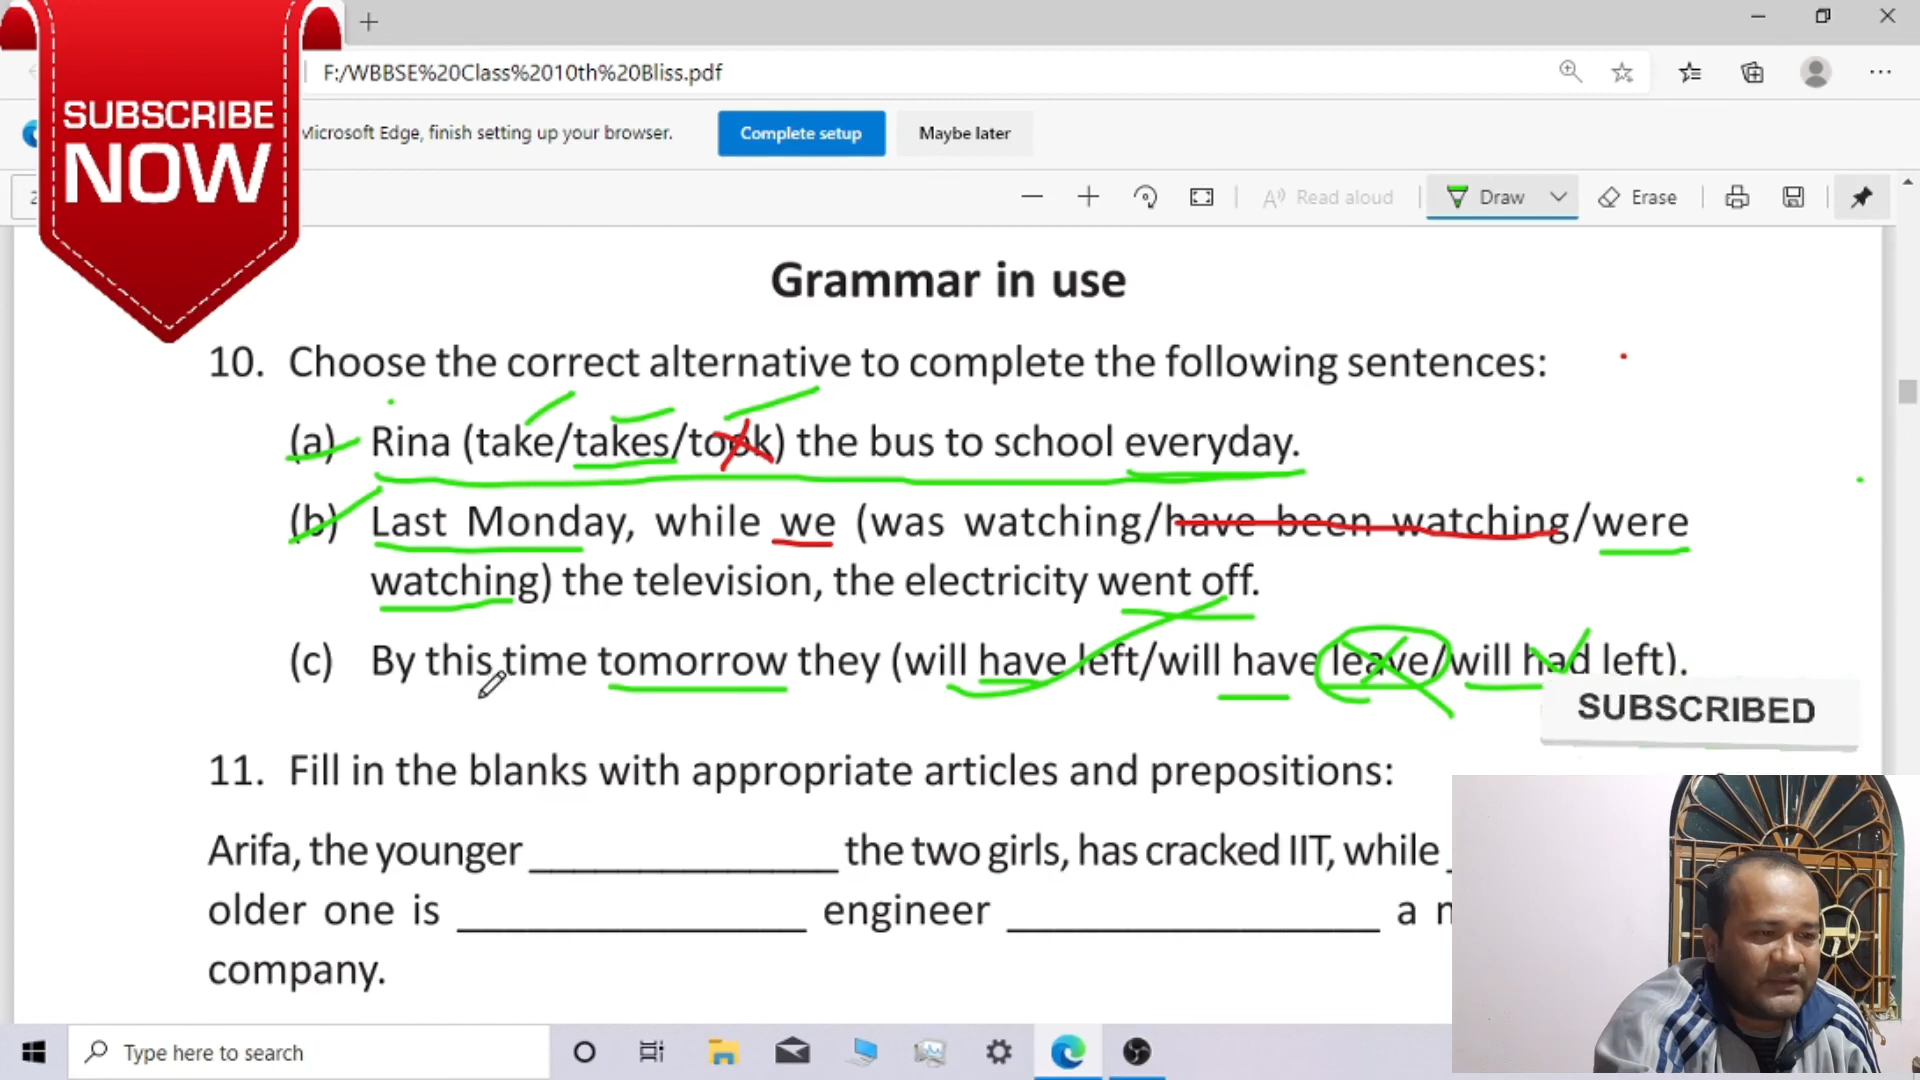 SUBSCRIBE
NOW
F:/WBBSE%20Class%2010th%20Bliss.pdf
Microsoft Edge, finish setting up your browser.
Complete setup
Maybe later
Read aloud
Draw
Erase
Grammar in use
10. Choose the correct alternative to complete the following sentences:
(a) Rina (take/takes/took) the bus to school everyday.
(b) Last Monday, while we (was watching/have been watching/were
watching) the television, the electricity went off.
(c) By this time tomorrow they (will have left/will have leave/will had left).
SUBSCRIBED
11. Fill in the blanks with appropriate articles and prepositions:
Arifa, the younger ______________ the two girls, has cracked IIT, while
older one is ______________ engineer ______________ a
company.
Type here to search